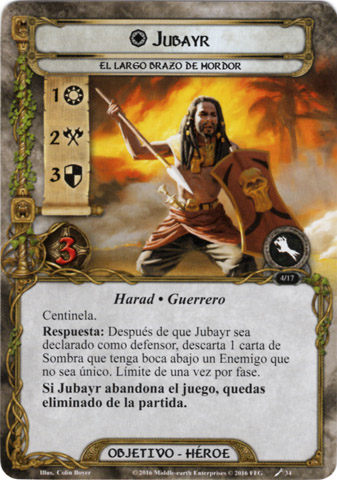 Jubayr
El largo brazo de Mordor
1
2
3
3
4/17
Harad • Guerrero
Centinela.
Respuesta: Después de que Jubayr sea
declarado como defensor, descarta 1 carta de
Sombra que tenga boca abajo un Enemigo que
no sea único. Límite de una vez por fase.
Si Jubayr abandona el juego, quedas
eliminado de la partida.
Objetivo - Héroe
Illus. Colin Boyer
©2016 Middle-earth Enterprises © 2016 FFG
34